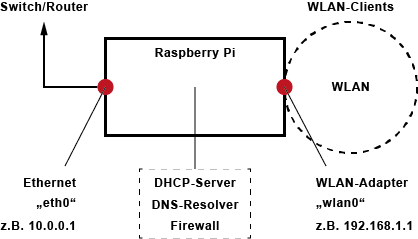 Switch/Router
WLAN-Clients
Raspberry Pi
WLAN
Ethernet
„eth0“
z.B. 10.0.0.1
DHCP-Server
DNS-Resolver
Firewall
WLAN-Adapter
„wlan0“
z.B. 192.168.1.1